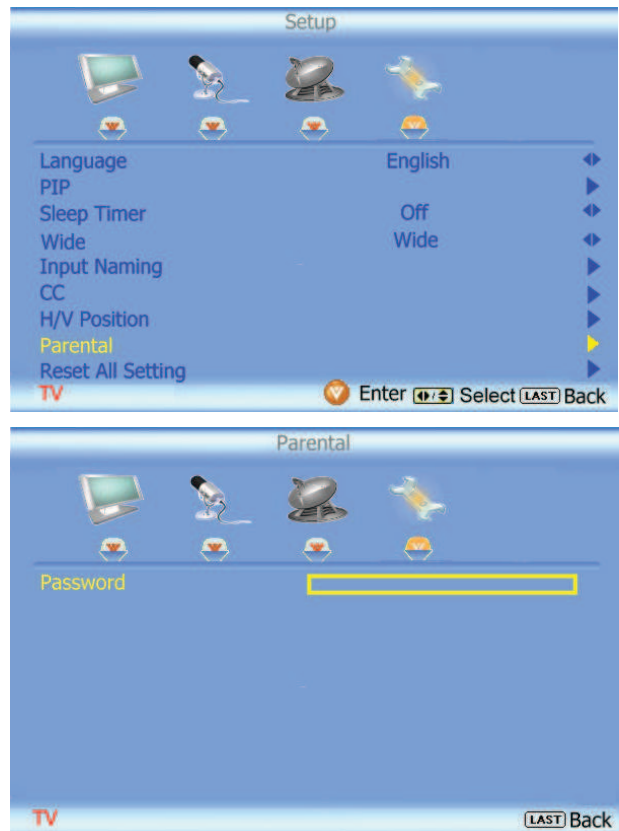 Setup
Language English
PIP
Sleep Timer Off
Wide Wide
Input Naming
CC
H/V Position
Parental
Reset All Setting
TV Enter Select LAST Back
Parental
Password
TV LAST Back